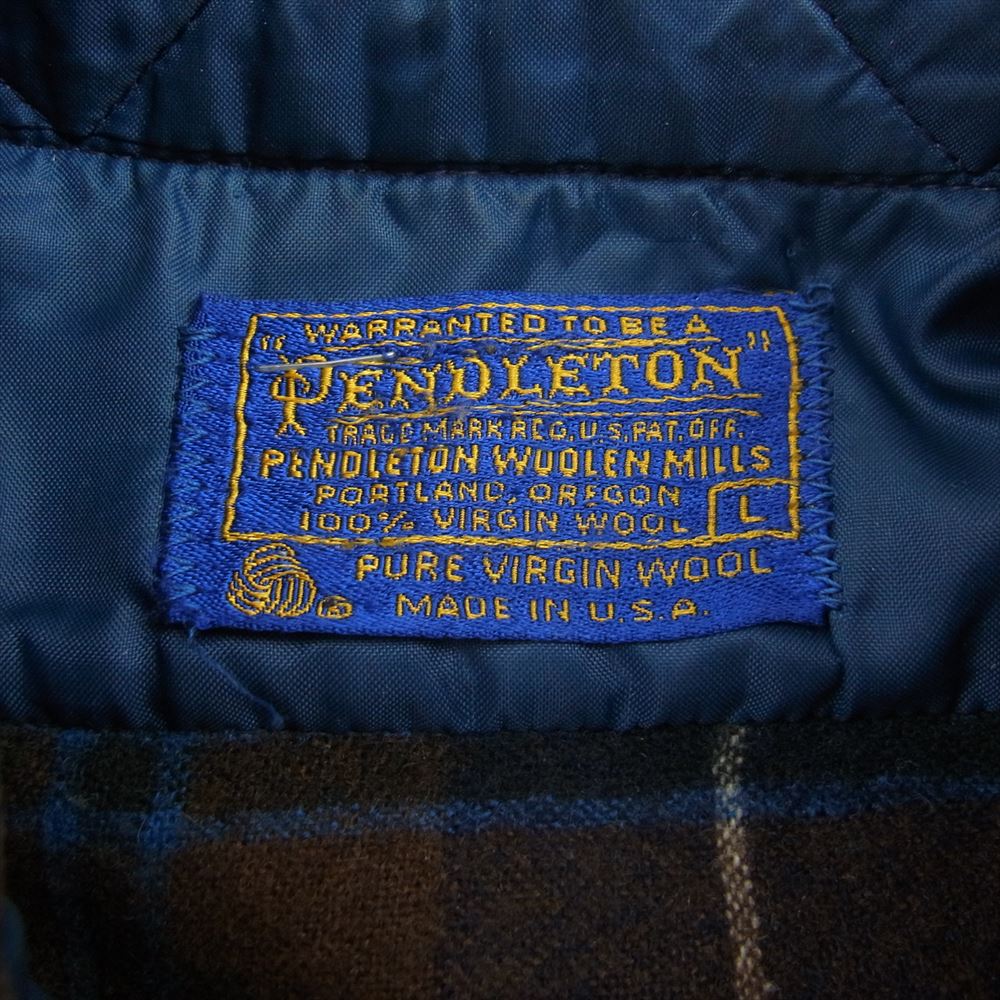 "WARRANTED TO BE A
PENDLETON"
TRADE MARK REG. U.S. PAT. OFF.
PENDLETON WOOLEN MILLS
PORTLAND, OREGON
100% VIRGIN WOOL L
PURE VIRGIN WOOL
MADE IN U.S.A.